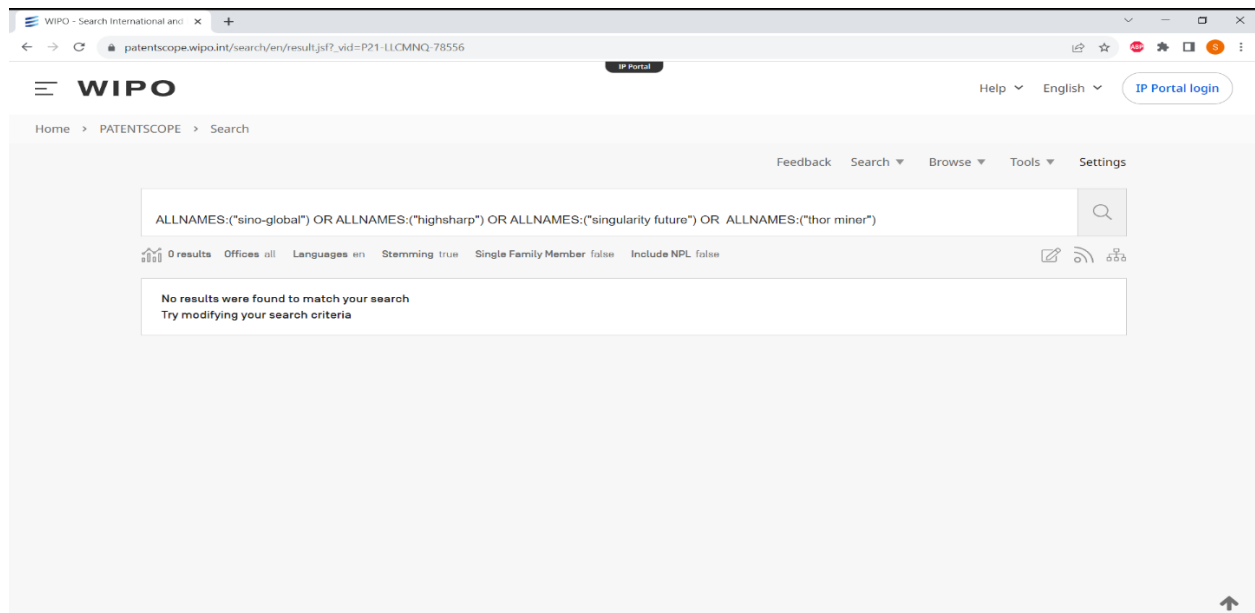 WIPO - Search International and
patentscope.wipo.int/search/en/result.jsf?_vid=P21-LLCMNQ-78556
ABP
S
IP Portal
WIPO
Help English IP Portal login
Home > PATENTSCOPE > Search
Feedback Search Browse Tools Settings
ALLNAMES:("sino-global") OR ALLNAMES:("highsharp") OR ALLNAMES:("singularity future") OR ALLNAMES:("thor miner")
0 results Offices all Languages en Stemming true Single Family Member false Include NPL false
No results were found to match your search
Try modifying your search criteria